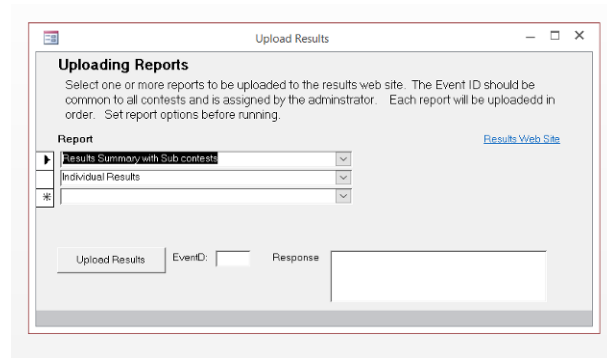 Upload Results
Uploading Reports
Select one or more reports to be uploaded to the results web site. The Event ID should be
common to all contests and is assigned by the adminstrator. Each report will be uploadedd in
order. Set report options before running.
Report
Results Web Site
Results Summary with Sub contests
Individual Results
Upload Results
EventID:
Response